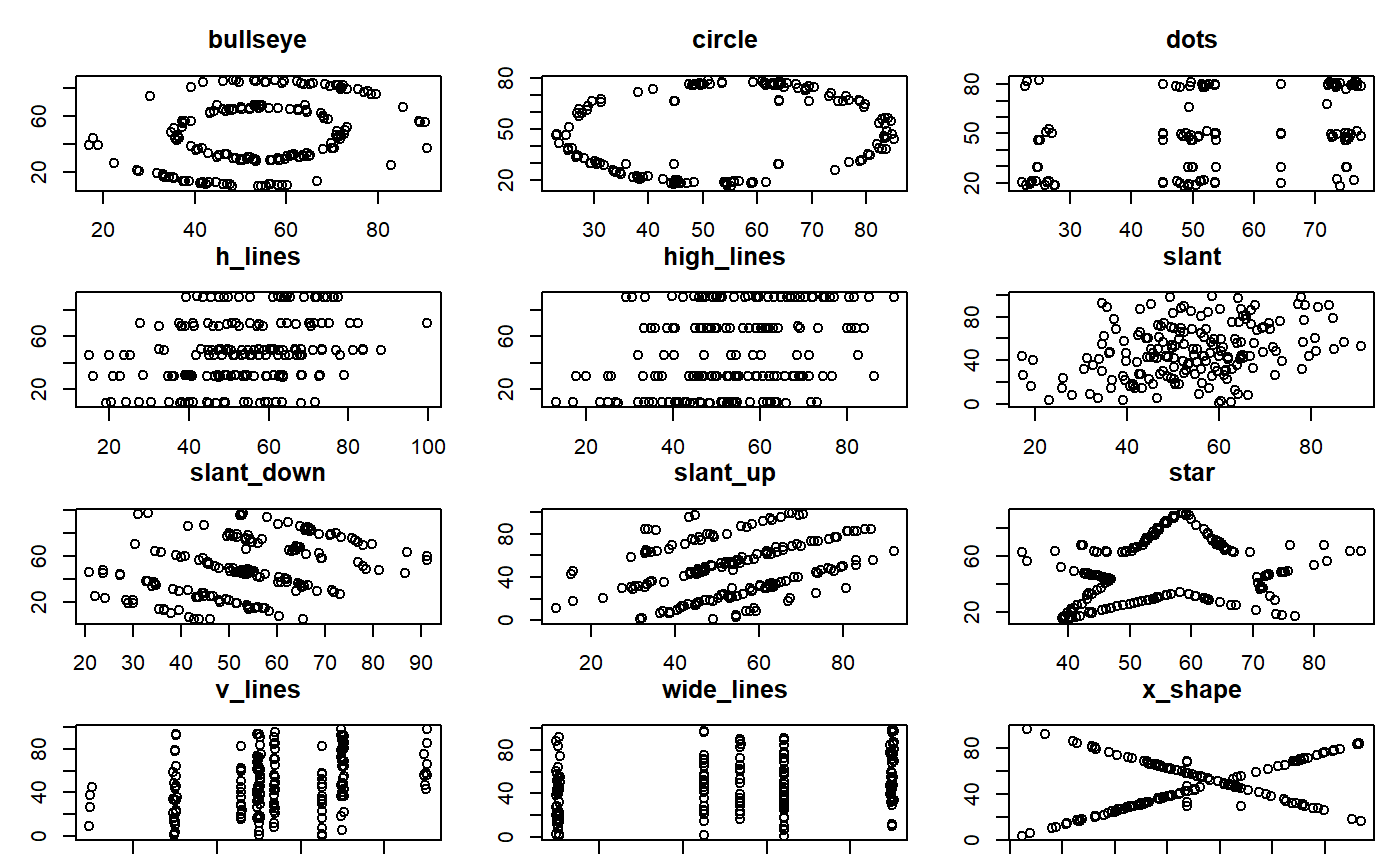 bullseye circle dots
20 60
20 40 60 80
20 50 80
30 40 50 60 70 80
20 50 80
30 40 50 60 70
h_lines high_lines slant
20 60
20 40 60 80 100
20 60
20 40 60 80
0 40 80
20 40 60 80
slant_down slant_up star
20 60
20 30 40 50 60 70 80 91
0 40 80
20 40 60 80
20 60
40 50 60 70 80
v_lines wide_lines x_shape
0 40 80
0 40 80
0 40 80